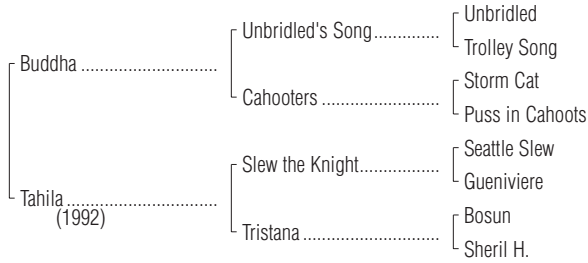 Unbridled
Unbridled's Song..............
Trolley Song
Buddha .............................
Storm Cat
Cahooters .........................
Puss in Cahoots
Seattle Slew
Slew the Knight.................
Gueniviere
Tahila ................................
(1992)
Bosun
Tristana .............................
Sheril H.